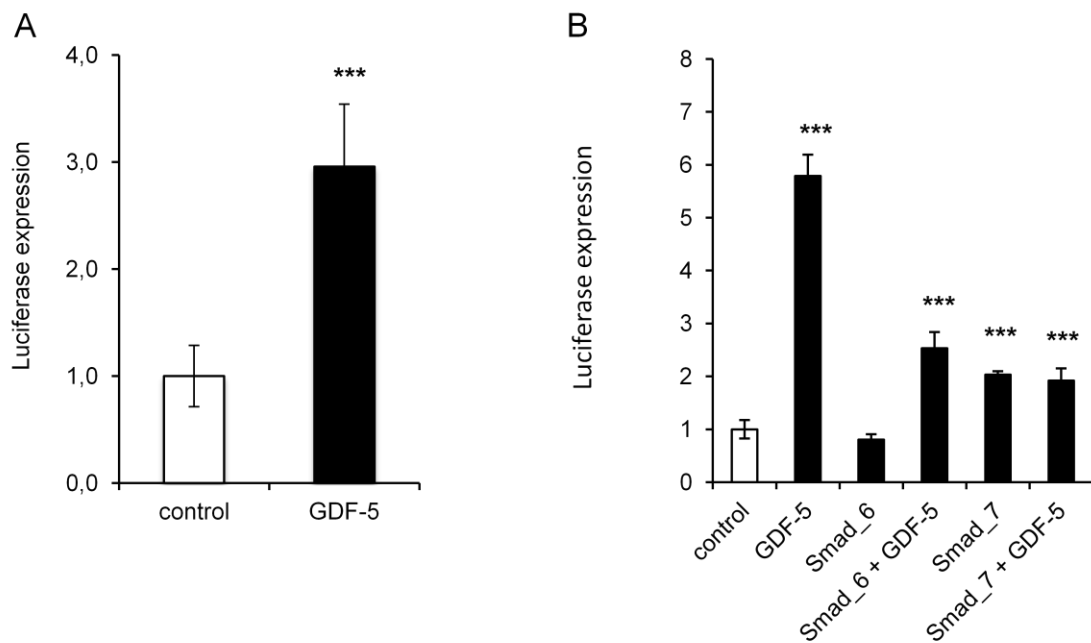 A
Luciferase expression
4,0
3,0
2,0
1,0
0,0
***
control
GDF-5
B
Luciferase expression
8
7
6
5
4
3
2
1
0
***
***
***
***
control
GDF-5
Smad_6
Smad_6 + GDF-5
Smad_7
Smad_7 + GDF-5